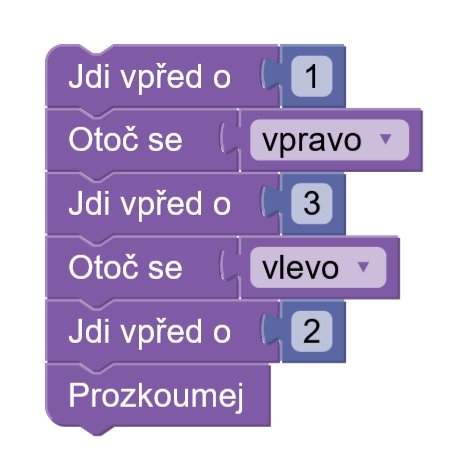 Jdi vpřed o 1
Otoč se vpravo
Jdi vpřed o 3
Otoč se vlevo
Jdi vpřed o 2
Prozkoumej